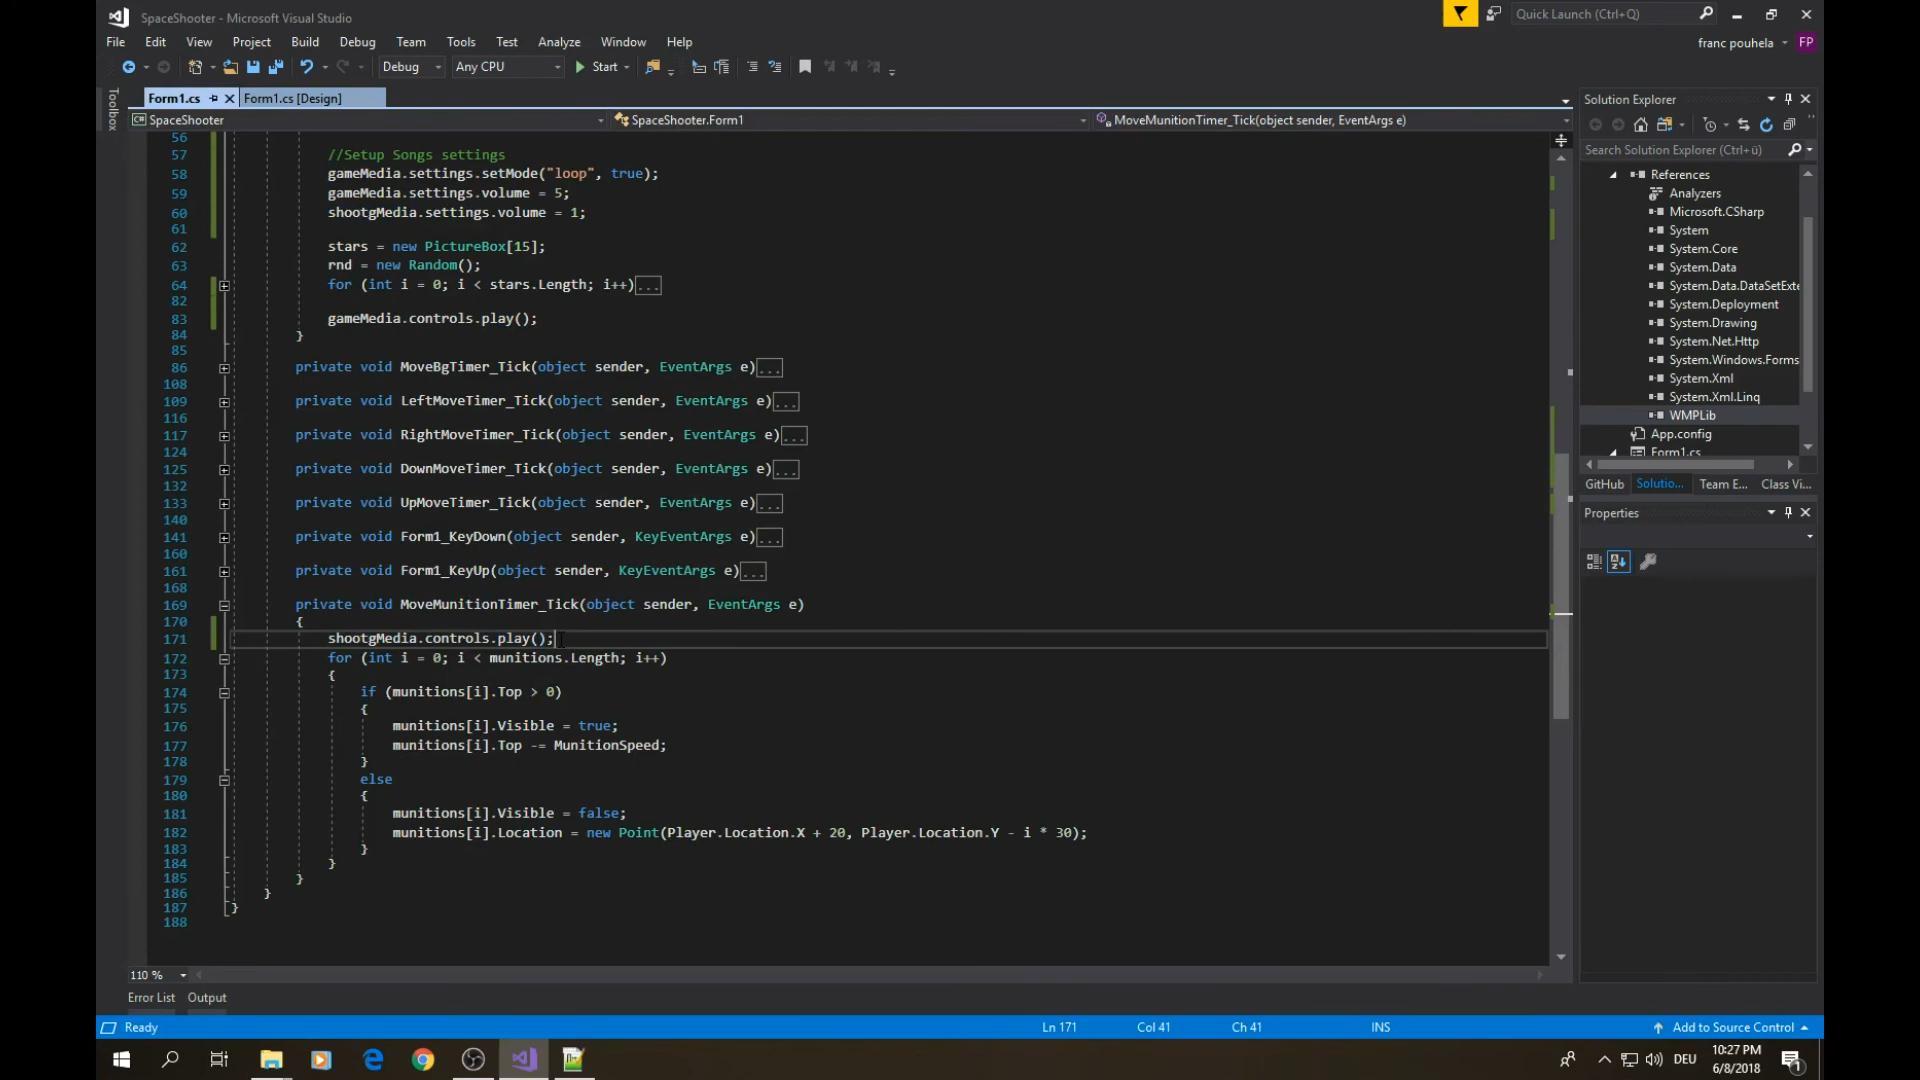 SpaceShooter - Microsoft Visual Studio
Quick Launch (Ctrl+Q)
File Edit View Project Build Debug Team Tools Test Analyze Window Help
franc pouhela FP
Debug Any CPU Start
Toolbox
Form1.cs Form1.cs [Design]
SpaceShooter SpaceShooter.Form1 MoveMunitionTimer_Tick(object sender, EventArgs e)
56
57 //Setup Songs settings
58 gameMedia.settings.setMode("loop", true);
59 gameMedia.settings.volume = 5;
60 shootgMedia.settings.volume = 1;
61
62 stars = new PictureBox[15];
63 rnd = new Random();
64 for (int i = 0; i < stars.Length; i++)...
82
83 gameMedia.controls.play();
84 }
85
86 private void MoveBgTimer_Tick(object sender, EventArgs e)...
108
109 private void LeftMoveTimer_Tick(object sender, EventArgs e)...
116
117 private void RightMoveTimer_Tick(object sender, EventArgs e)...
124
125 private void DownMoveTimer_Tick(object sender, EventArgs e)...
132
133 private void UpMoveTimer_Tick(object sender, EventArgs e)...
140
141 private void Form1_KeyDown(object sender, KeyEventArgs e)...
160
161 private void Form1_KeyUp(object sender, KeyEventArgs e)...
168
169 private void MoveMunitionTimer_Tick(object sender, EventArgs e)
170 {
171 shootgMedia.controls.play();
172 for (int i = 0; i < munitions.Length; i++)
173 {
174 if (munitions[i].Top > 0)
175 {
176 munitions[i].Visible = true;
177 munitions[i].Top -= MunitionSpeed;
178 }
179 else
180 {
181 munitions[i].Visible = false;
182 munitions[i].Location = new Point(Player.Location.X + 20, Player.Location.Y - i * 30);
183 }
184 }
185 }
186 }
187 }
188
110 %
Error List Output
Solution Explorer
Search Solution Explorer (Ctrl+ü)
References
Analyzers
Microsoft.CSharp
System
System.Core
System.Data
System.Data.DataSetExte
System.Deployment
System.Drawing
System.Net.Http
System.Windows.Forms
System.Xml
System.Xml.Linq
WMPLib
App.config
Form1.cs
GitHub Solutio... Team E... Class Vi...
Properties
Ready Ln 171 Col 41 Ch 41 INS Add to Source Control
DEU 10:27 PM
6/8/2018
1